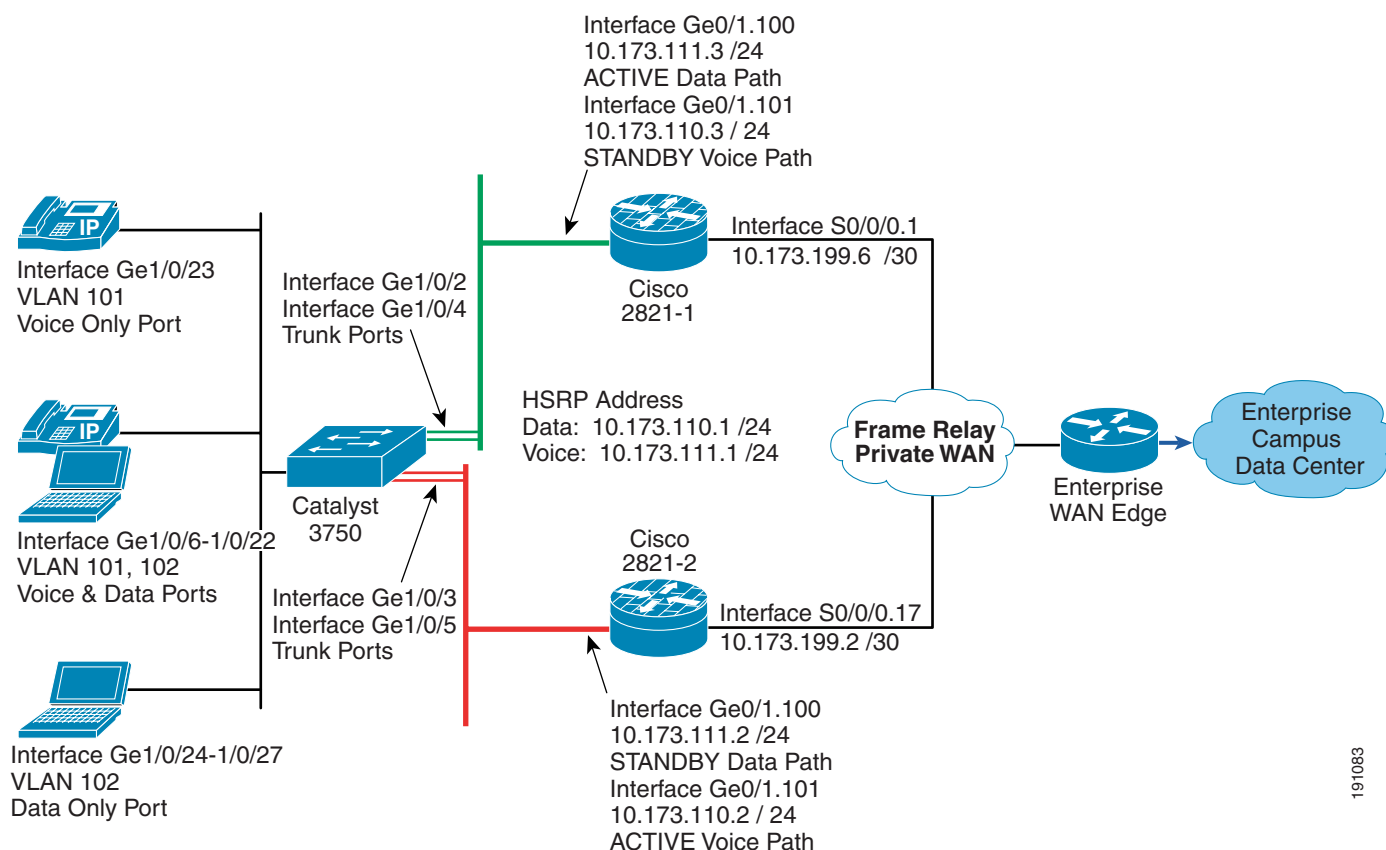 Interface Ge0/1.100
10.173.111.3 /24
ACTIVE Data Path
Interface Ge0/1.101
10.173.110.3 / 24
STANDBY Voice Path
IP
Interface Ge1/0/23
VLAN 101
Voice Only Port
Interface Ge1/0/2
Interface Ge1/0/4
Trunk Ports
Interface S0/0/0.1
10.173.199.6 /30
Cisco
2821-1
HSRP Address
Data: 10.173.110.1 /24
Voice: 10.173.111.1 /24
IP
Interface Ge1/0/6-1/0/22
VLAN 101, 102
Voice & Data Ports
Catalyst
3750
Frame Relay
Private WAN
Enterprise
WAN Edge
Enterprise
Campus
Data Center
Interface Ge1/0/3
Interface Ge1/0/5
Trunk Ports
Cisco
2821-2
Interface S0/0/0.17
10.173.199.2 /30
Interface Ge1/0/24-1/0/27
VLAN 102
Data Only Port
Interface Ge0/1.100
10.173.111.2 /24
STANDBY Data Path
Interface Ge0/1.101
10.173.110.2 / 24
ACTIVE Voice Path
191083